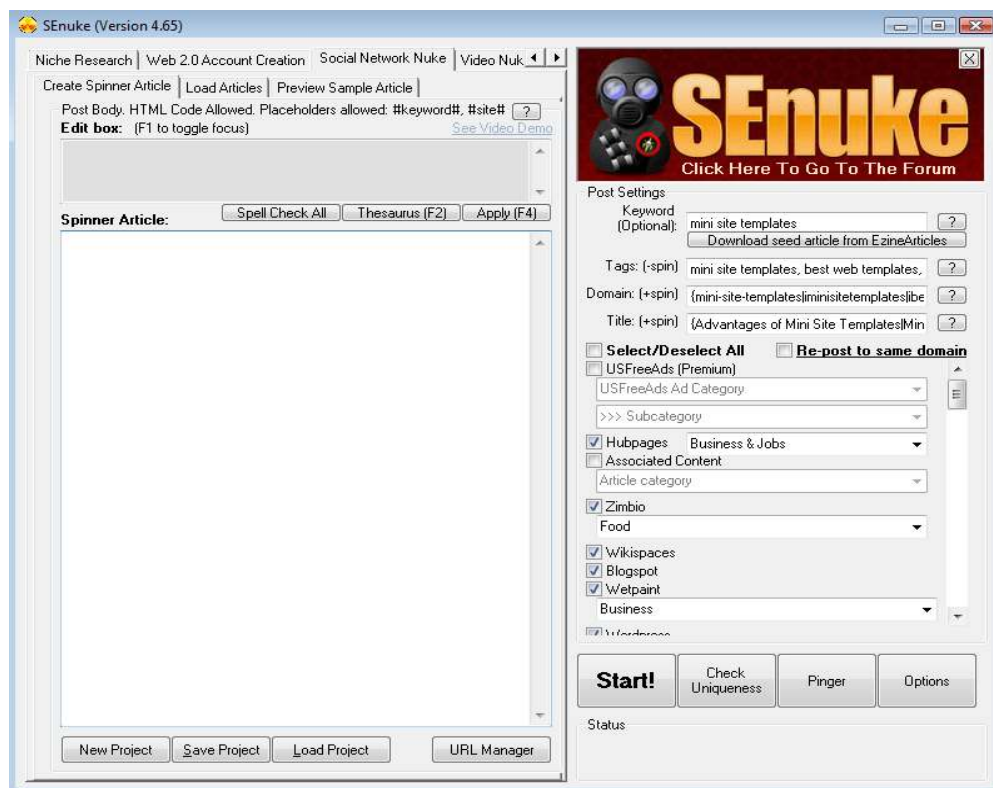 SEnuke (Version 4.65)
Niche Research
Web 2.0 Account Creation
Social Network Nuke
Video Nuk
Create Spinner Article
Load Articles
Preview Sample Article
Post Body. HTML Code Allowed. Placeholders allowed: #keyword#, #site#
?
Edit box: (F1 to toggle focus)
See Video Demo
Spinner Article:
Spell Check All
Thesaurus (F2)
Apply (F4)
New Project
Save Project
Load Project
URL Manager
X
SEnuke
Click Here To Go To The Forum
Post Settings
Keyword
(Optional):
mini site templates
?
Download seed article from EzineArticles
Tags: (-spin)
mini site templates, best web templates,
?
Domain: (+spin)
{mini-site-templates|minisitetemplates|be
?
Title: (+spin)
{Advantages of Mini Site Templates|Min
?
Select/Deselect All
Re-post to same domain
USFreeAds (Premium)
USFreeAds Ad Category
>>> Subcategory
Hubpages
Business & Jobs
Associated Content
Article category
Zimbio
Food
Wikispaces
Blogspot
Wetpaint
Business
Wordpress
Start!
Check
Uniqueness
Pinger
Options
Status